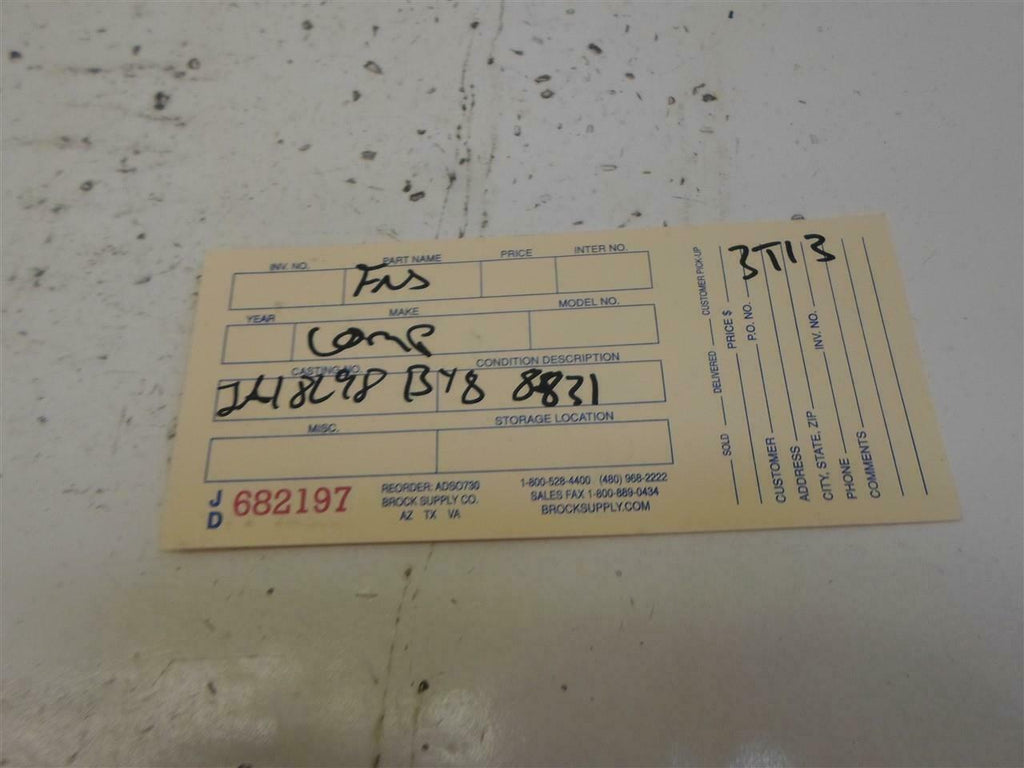 INV. NO. PART NAME PRICE INTER NO.
YEAR MAKE MODEL NO.
Comp
CASTING NO. CONDITION DESCRIPTION
BY8 8831
MISC. STORAGE LOCATION
JD 682197
REORDER: ADSO730
BROCK SUPPLY CO.
AZ TX VA
1-800-528-4400 (480) 968-2222
SALES FAX 1-800-889-0434
BROCKSUPPLY.COM
SOLD DELIVERED CUSTOMER PICK-UP
PRICE $
P.O. NO.
3T113
CUSTOMER
ADDRESS
CITY, STATE, ZIP INV. NO.
PHONE
COMMENTS